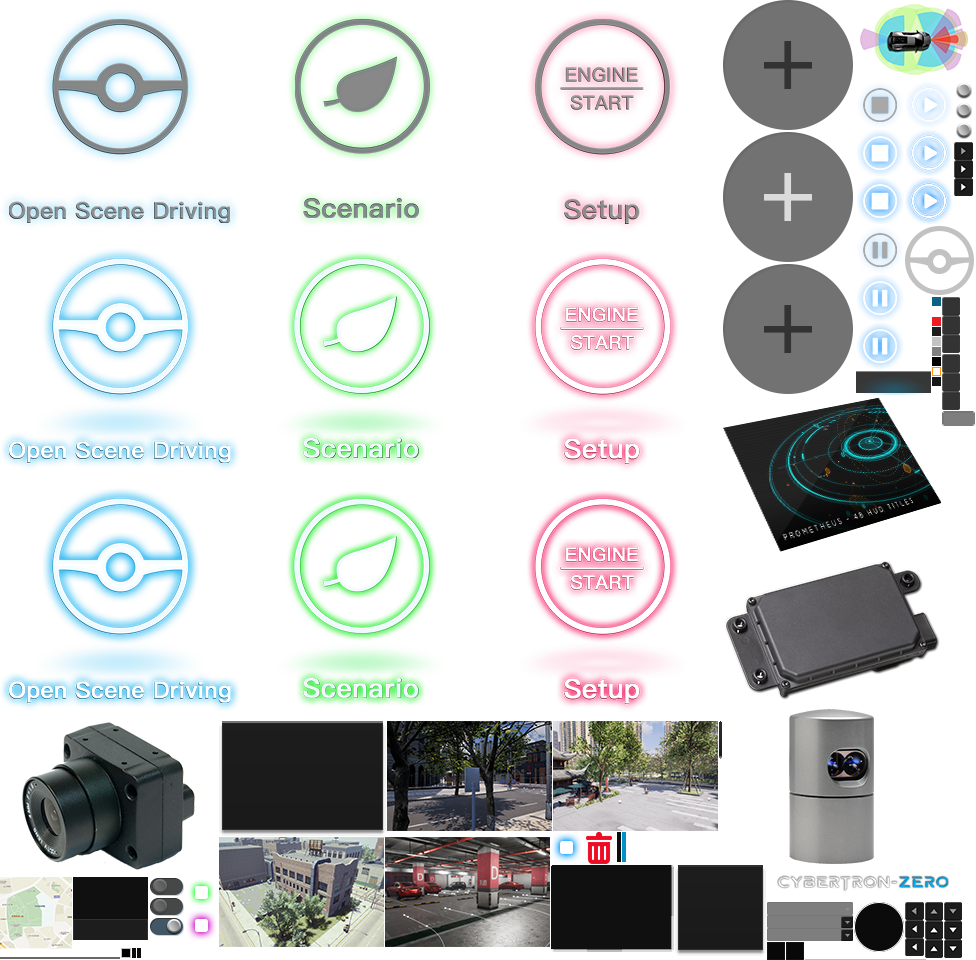 ENGINE
START
Open Scene Driving
Scenario
Setup
ENGINE
START
Open Scene Driving
Scenario
Setup
PROMETHEUS - 48 HUD TITLES
ENGINE
START
Open Scene Driving
Scenario
Setup
D
D
CYBERTRON-ZERO